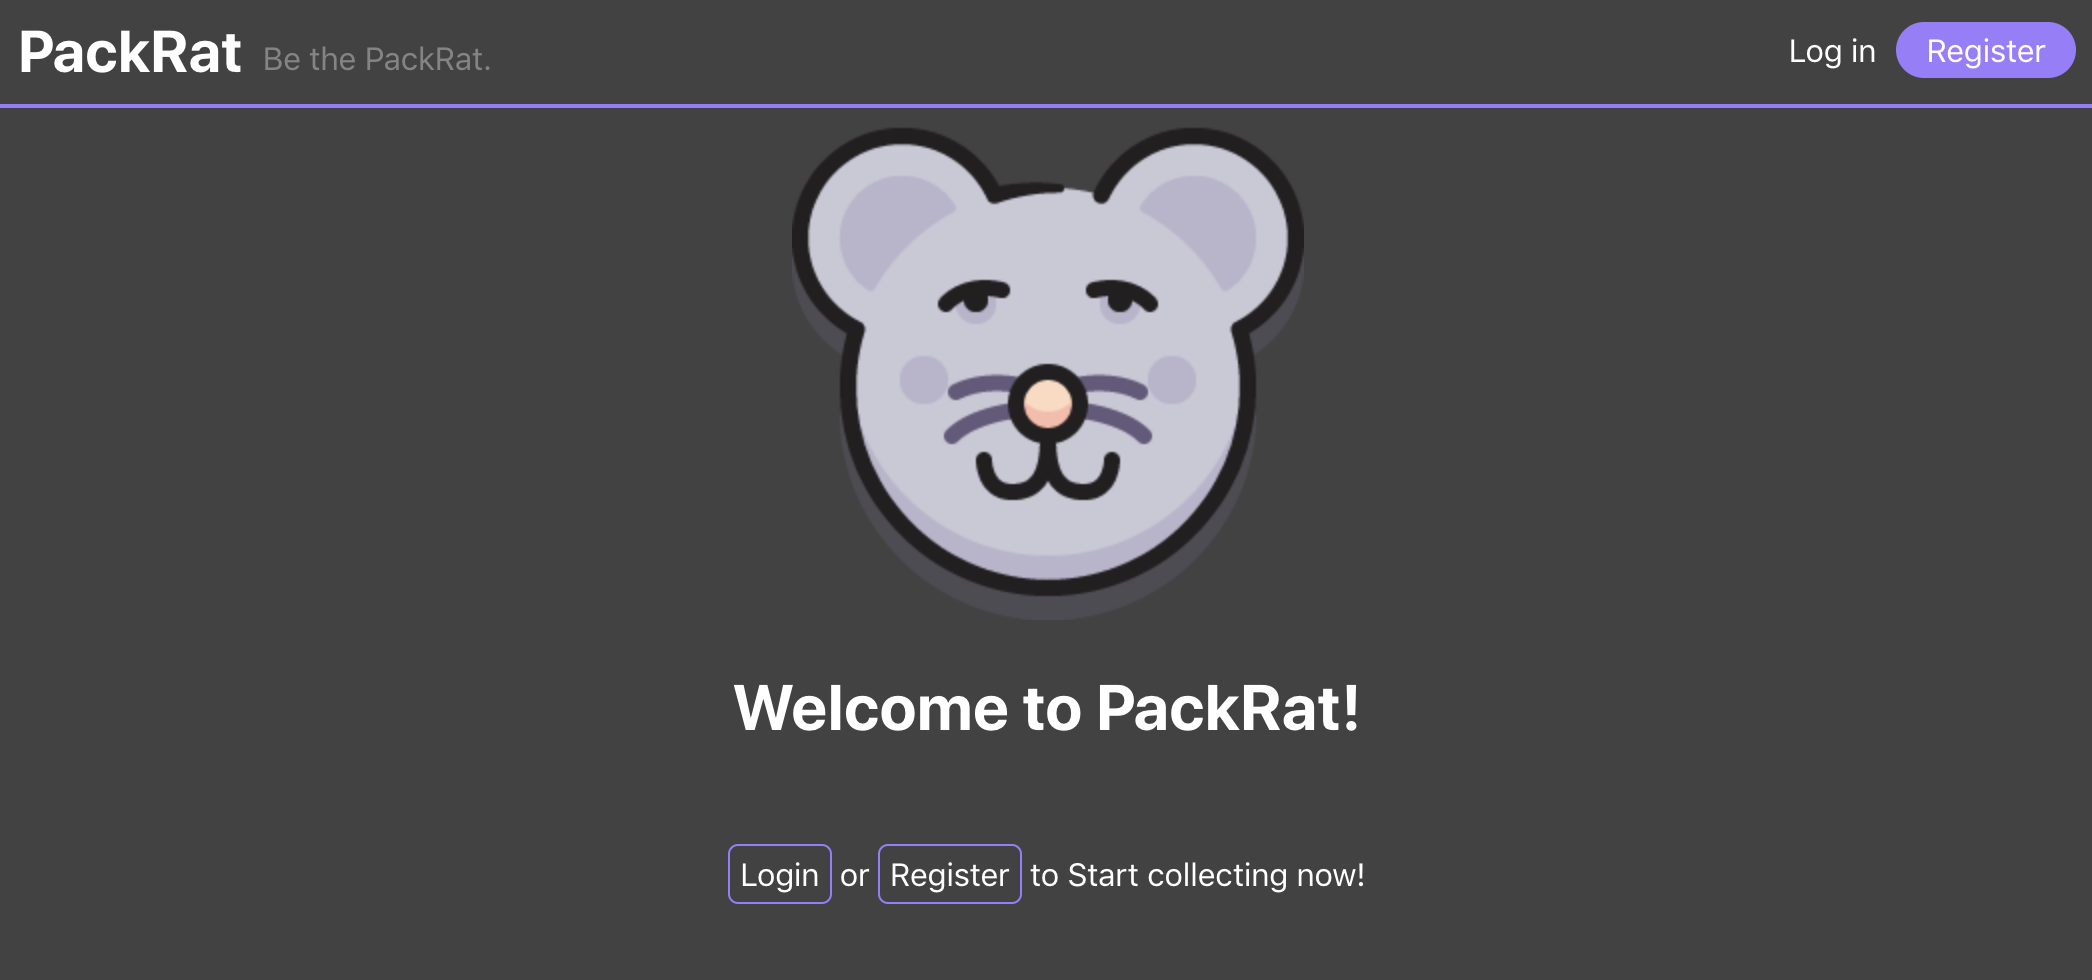 PackRat Be the PackRat. Log in Register
Welcome to PackRat!
Login or Register to Start collecting now!